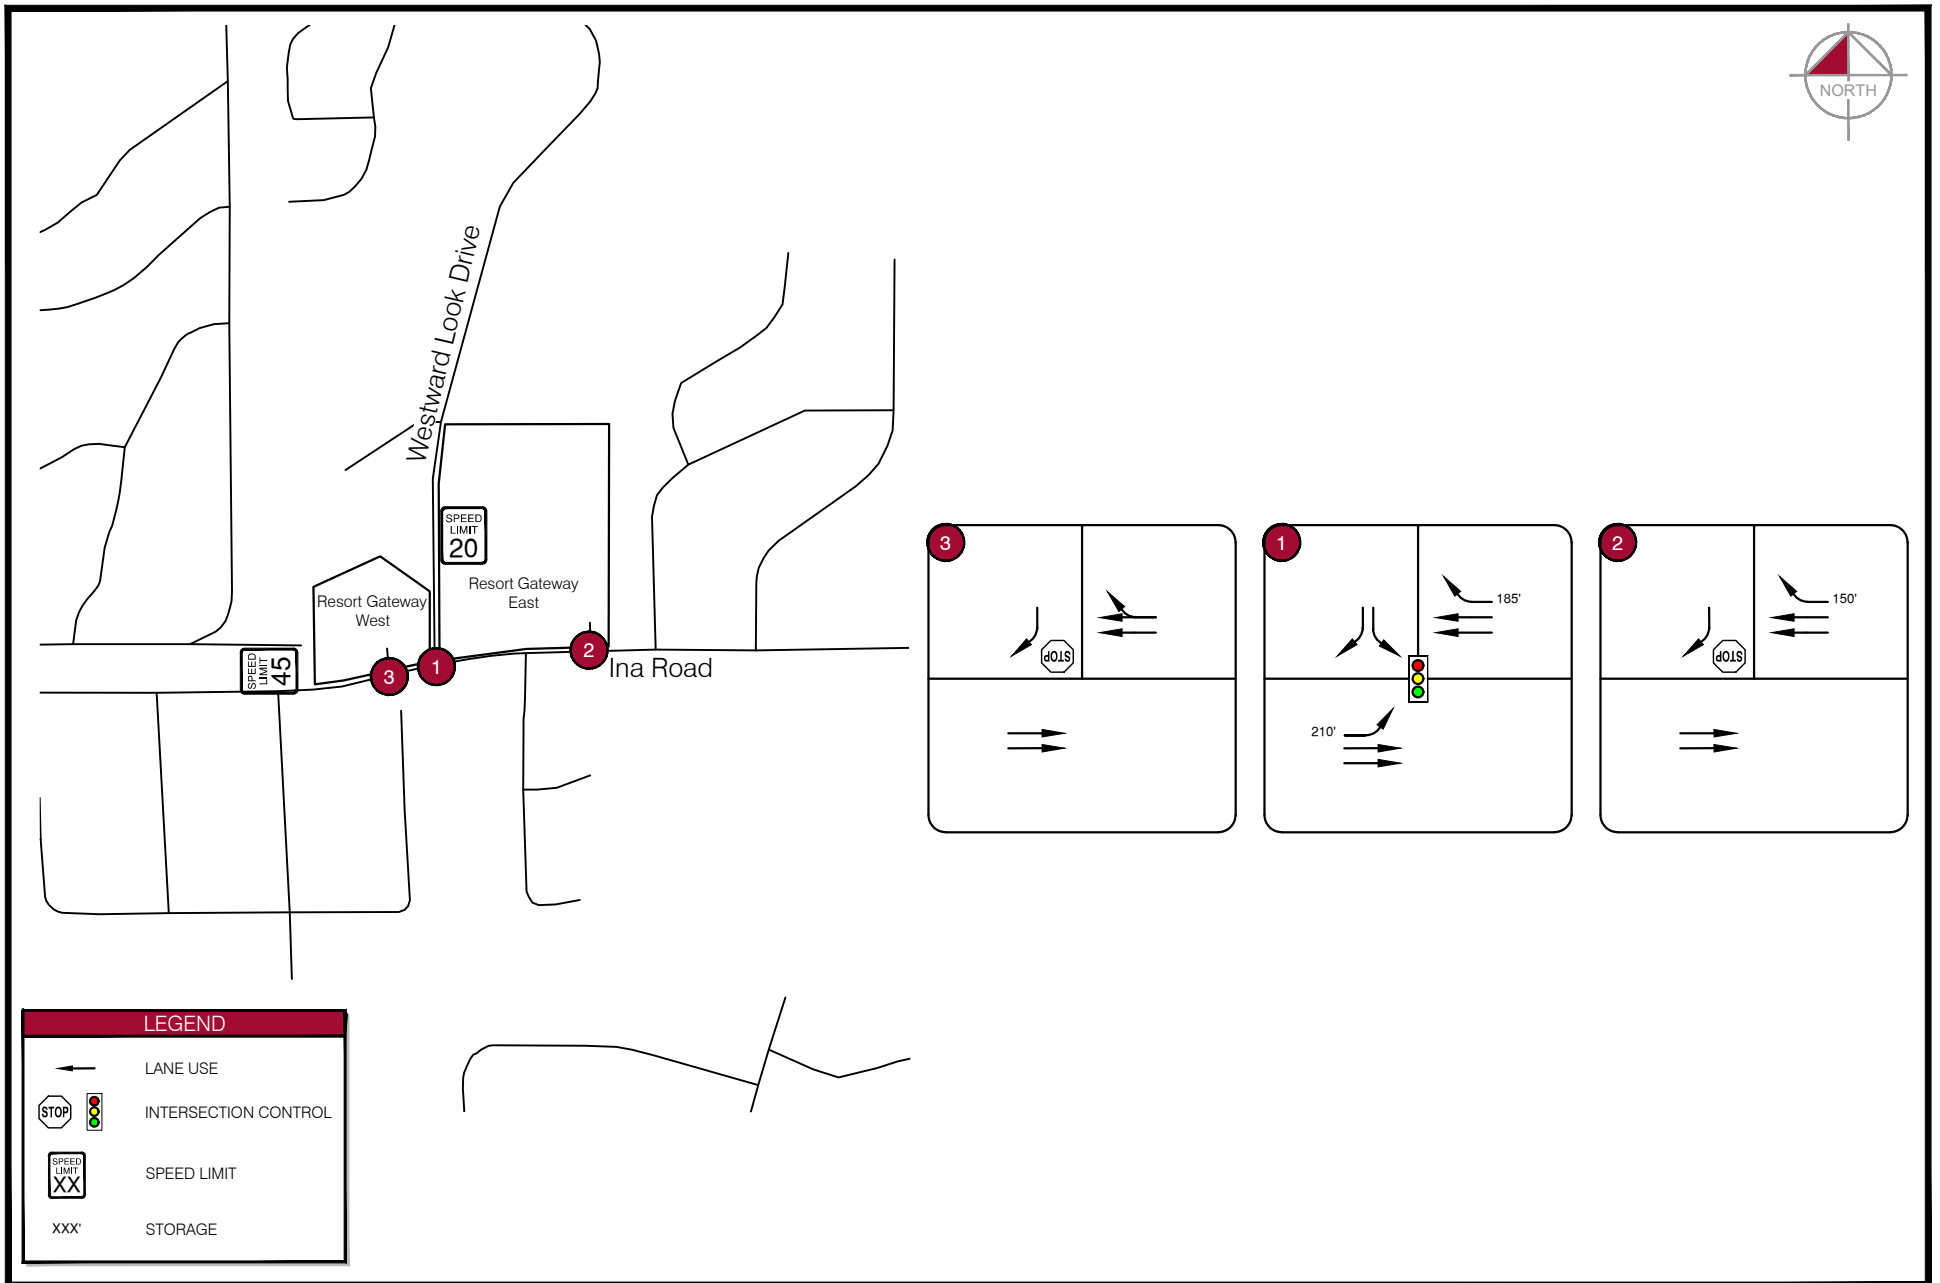 NORTH
Westward Look Drive
SPEED
LIMIT
20
Resort Gateway
East
Resort Gateway
West
SPEED
LIMIT
45
3
1
2
Ina Road
3
STOP
1
185'
210'
2
150'
STOP
LEGEND
LANE USE
STOP
INTERSECTION CONTROL
SPEED
LIMIT
XX
SPEED LIMIT
XXX'
STORAGE